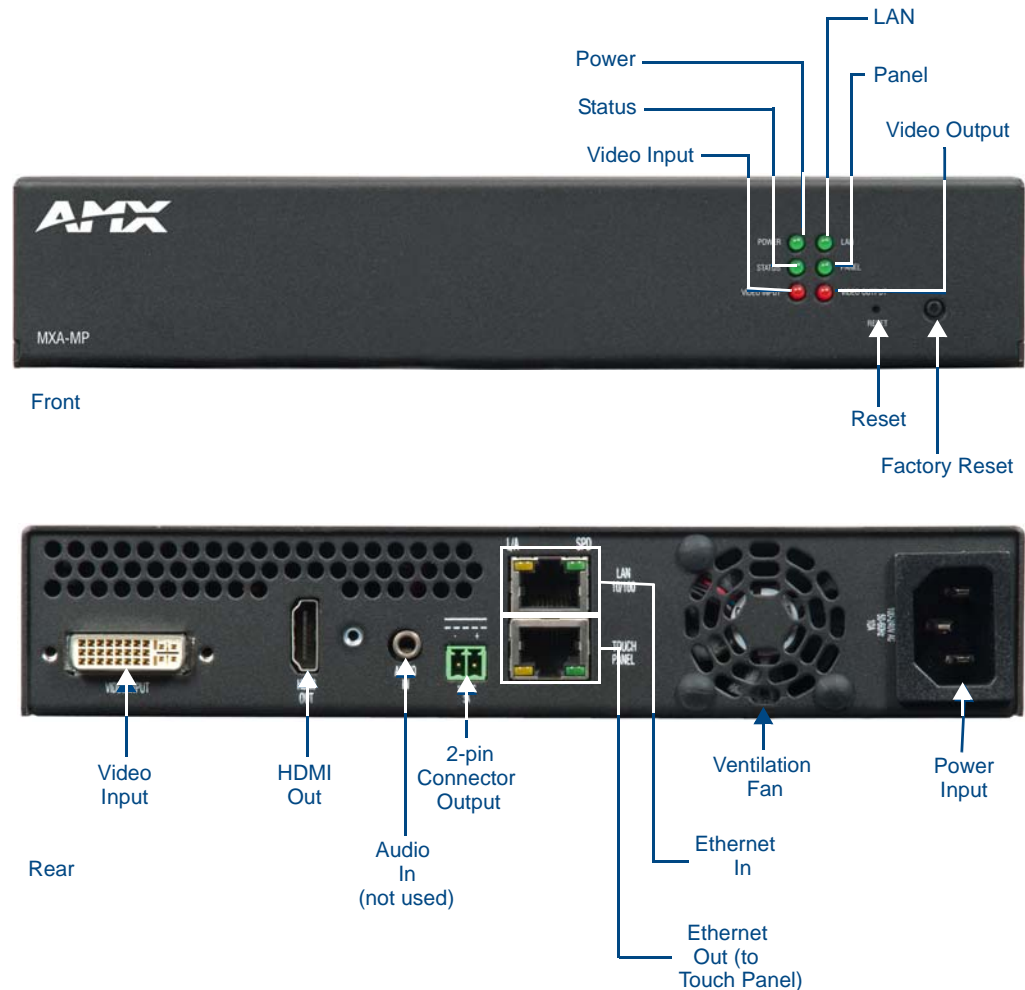 LAN
Power
Panel
Status
Video Output
Video Input
AMX
POWER
LAN
STATUS
PANEL
VIDEO INPUT
VIDEO OUTPUT
RESET
MXA-MP
Front
Reset
Factory Reset
L/A
SPD
LAN
10/100
TOUCH
PANEL
- +
VIDEO INPUT
OUT
Video
Input
HDMI
Out
2-pin
Connector
Output
Ventilation
Fan
Power
Input
Audio
In
(not used)
Ethernet
In
Rear
Ethernet
Out (to
Touch Panel)